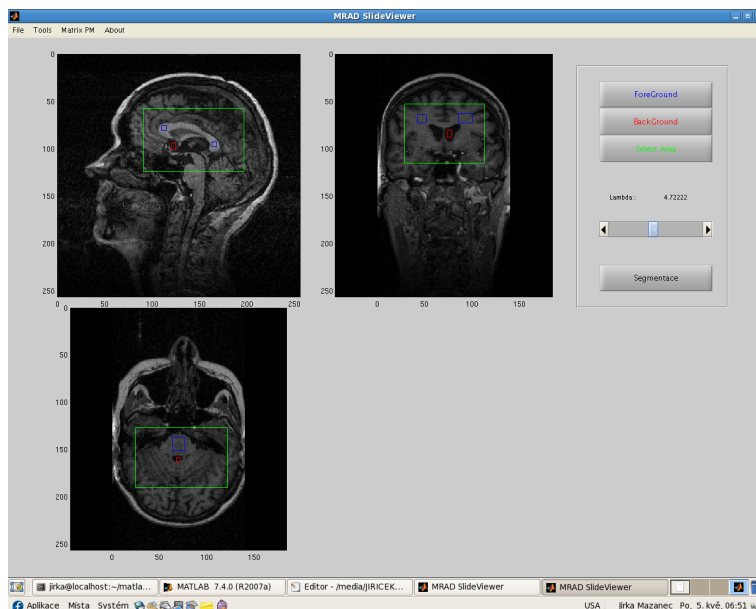 MRAD SlideViewer
File Tools Matrix PM About
0
50
100
150
200
250
0 50 100 150 200 250
0
50
100
150
200
250
0 50 100 150
ForeGround
BackGround
Select Area
Lambda: 4.72222
Segmentace
0
50
100
150
200
250
0 50 100 150
jirka@localhost:~/matla...
MATLAB 7.4.0 (R2007a)
Editor - /media/JIRICEK...
MRAD SlideViewer
MRAD SlideViewer
Aplikace Místa Systém
USA Jirka Mazanec Po, 5. kvě, 06:51